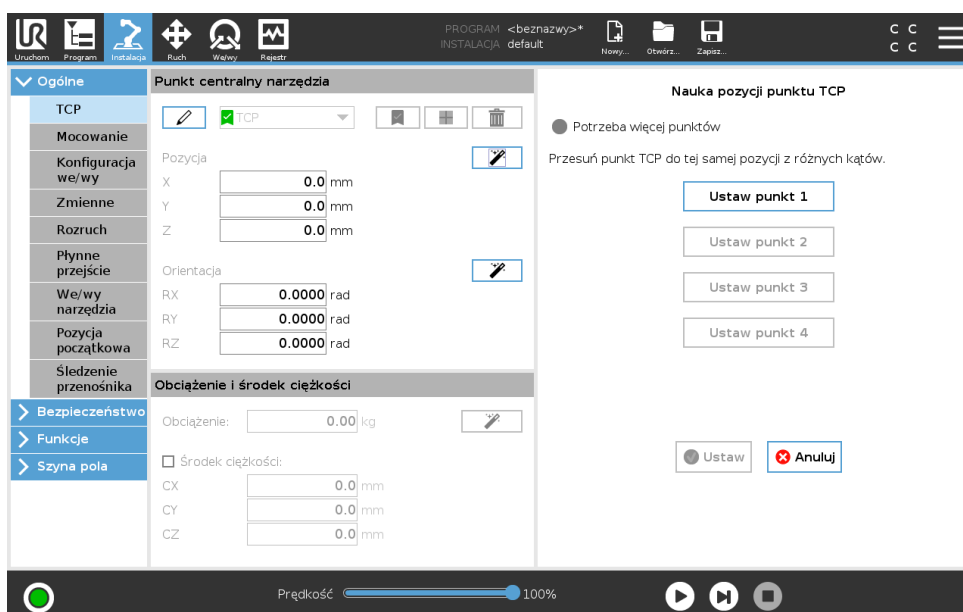 UR
Uruchom
Program
Instalacja
Ruch
We/wy
Rejestr
PROGRAM <beznazwy>*
INSTALACJA default
Nowy...
Otwórz...
Zapisz...
C C
C C
Ogólne
TCP
Mocowanie
Konfiguracja
we/wy
Zmienne
Rozruch
Płynne
przejście
We/wy
narzędzia
Pozycja
początkowa
Śledzenie
przenośnika
Bezpieczeństwo
Funkcje
Szyna pola
Punkt centralny narzędzia
TCP
Pozycja
X 0.0 mm
Y 0.0 mm
Z 0.0 mm
Orientacja
RX 0.0000 rad
RY 0.0000 rad
RZ 0.0000 rad
Obciążenie i środek ciężkości
Obciążenie: 0.00 kg
Środek ciężkości:
CX 0.0 mm
CY 0.0 mm
CZ 0.0 mm
Nauka pozycji punktu TCP
Potrzeba więcej punktów
Przesuń punkt TCP do tej samej pozycji z różnych kątów.
Ustaw punkt 1
Ustaw punkt 2
Ustaw punkt 3
Ustaw punkt 4
Ustaw
Anuluj
Prędkość 100%